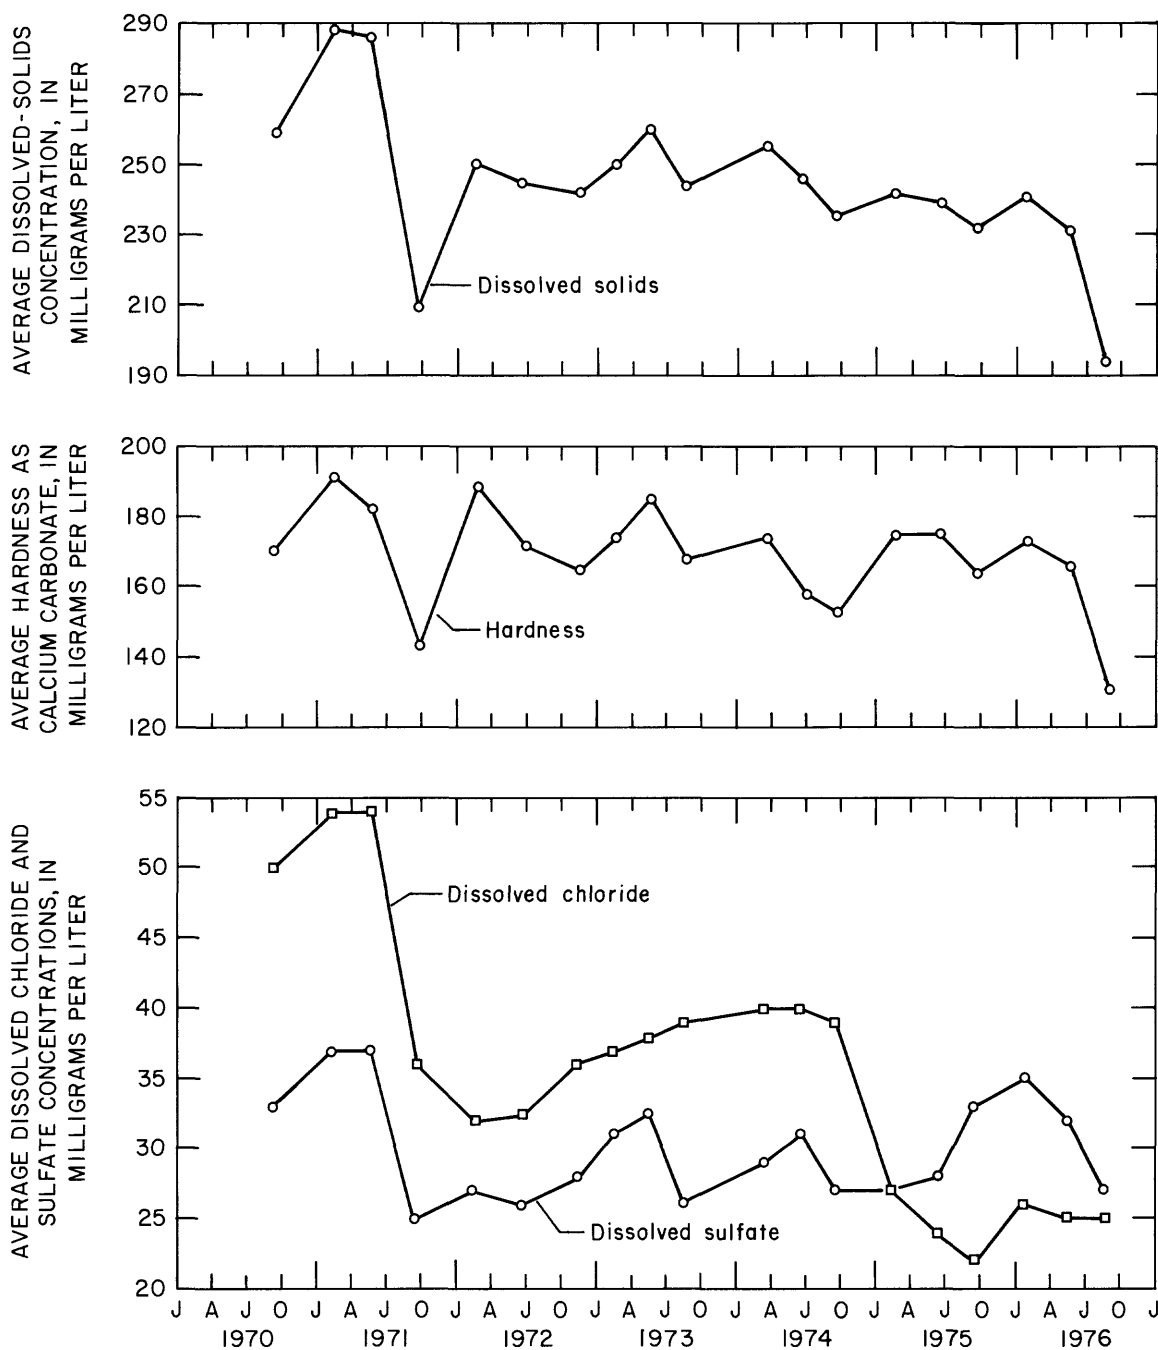 AVERAGE DISSOLVED-SOLIDS
CONCENTRATION, IN
MILLIGRAMS PER LITER
290
270
250
230
210
190
Dissolved solids
AVERAGE HARDNESS AS
CALCIUM CARBONATE, IN
MILLIGRAMS PER LITER
200
180
160
140
120
Hardness
AVERAGE DISSOLVED CHLORIDE AND
SULFATE CONCENTRATIONS, IN
MILLIGRAMS PER LITER
55
50
45
40
35
30
25
20
Dissolved chloride
Dissolved sulfate
J A J O J A J O J A J O J A J O J A J O J A J O J A J O J
1970 1971 1972 1973 1974 1975 1976